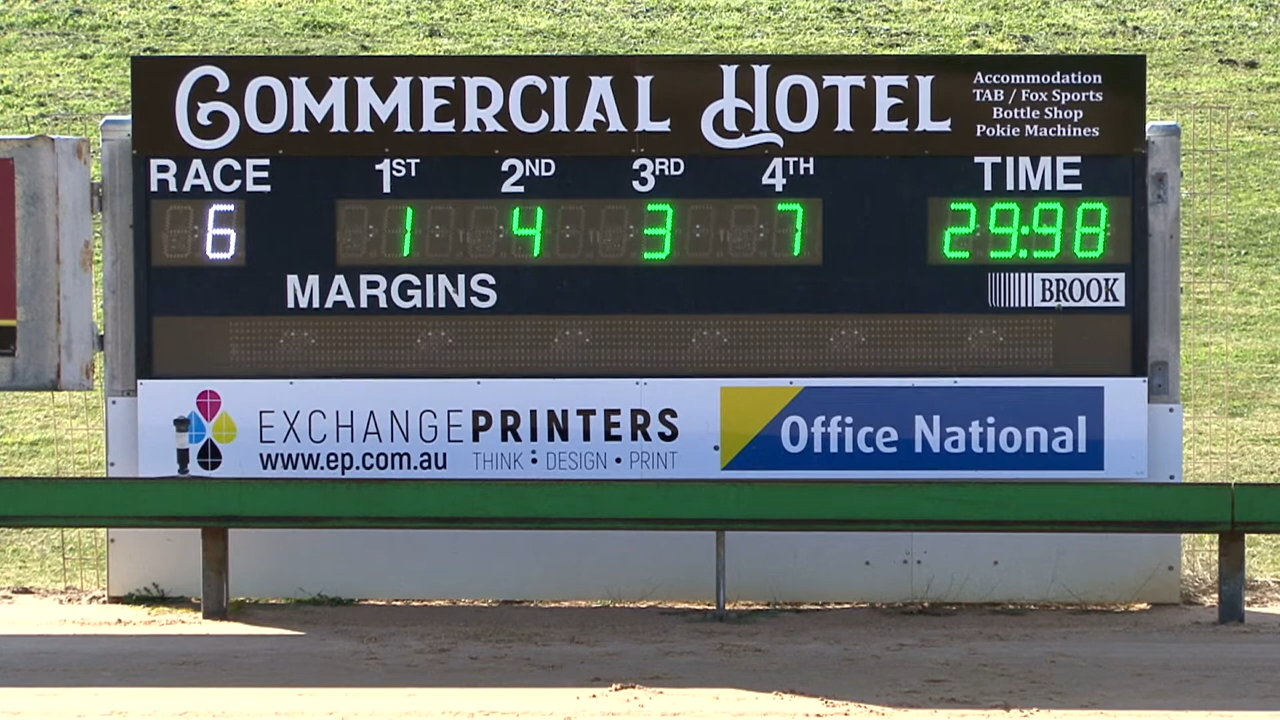 COMMERCIAL HOTEL
Accommodation
TAB / Fox Sports
Bottle Shop
Pokie Machines
RACE 1ST 2ND 3RD 4TH TIME
6 1 4 3 7 29:98
MARGINS
BROOK
EXCHANGEPRINTERS
www.ep.com.au THINK • DESIGN • PRINT
Office National